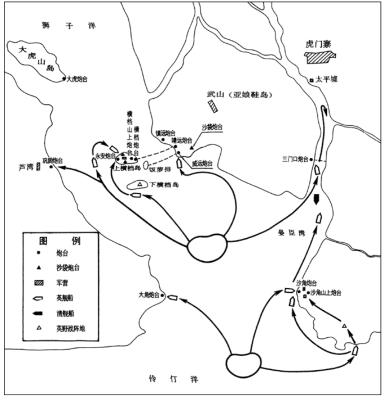 狮子洋
虎门寨
大虎山岛
大虎炮台
太平墟
武山(亚娘鞋岛)
横档山上炮台
横档炮台
镇远炮台
沙袋炮台
靖远炮台
永安炮台
威远炮台
三门口炮台
巩固炮台
芦湾
上横档岛
饭萝排
下横档岛
晏臣湾
图例
炮台
沙袋炮台
军营
英舰船
清舰船
英野战阵地
沙角炮台
沙角山上炮台
大角炮台
伶仃洋